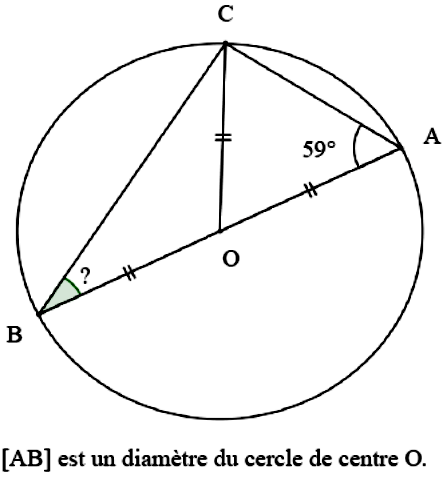 C
A
59°
O
?
B
[AB] est un diamètre du cercle de centre O.